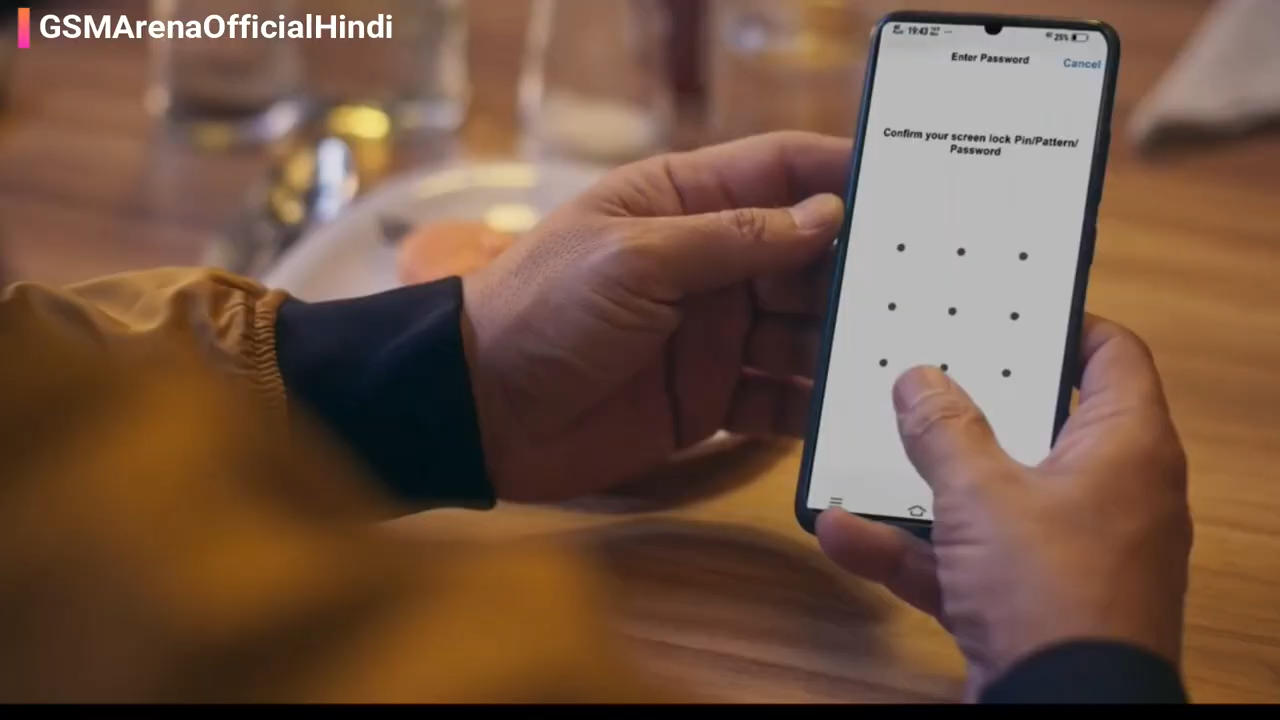 GSMArenaOfficialHindi
19:43
25%
Enter Password
Cancel
Confirm your screen lock Pin/Pattern/
Password